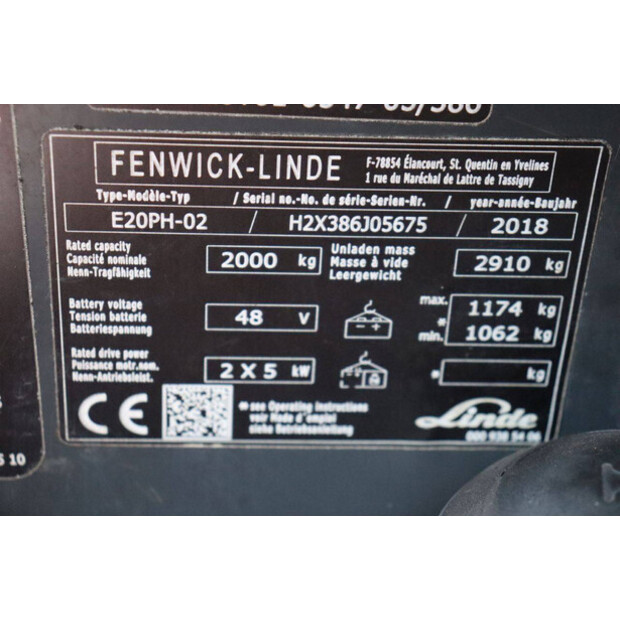 FENWICK-LINDE
F-78854 Élancourt, St. Quentin en Yvelines
1 rue du Maréchal de Lattre de Tassigny
Type-Modèle-Typ / Serial no.-No. de série-Serien-Nr. / year-année-Baujahr
E20PH-02 / H2X386J05675 / 2018
Rated capacity
Capacité nominale
Nenn-Tragfähigkeit
2000 kg
Unladen mass
Masse à vide
Leergewicht
2910 kg
Battery voltage
Tension batterie
Batteriespannung
48 V
- +
max. 1174 kg
*
min. 1062 kg
Rated drive power
Puissance motr.nom.
Nenn-Antriebsleist.
2 X 5 kW
* kg
CE
* see Operating instructions
voir Mode d'emploi
siehe Betriebsanleitung
Linde
S 10